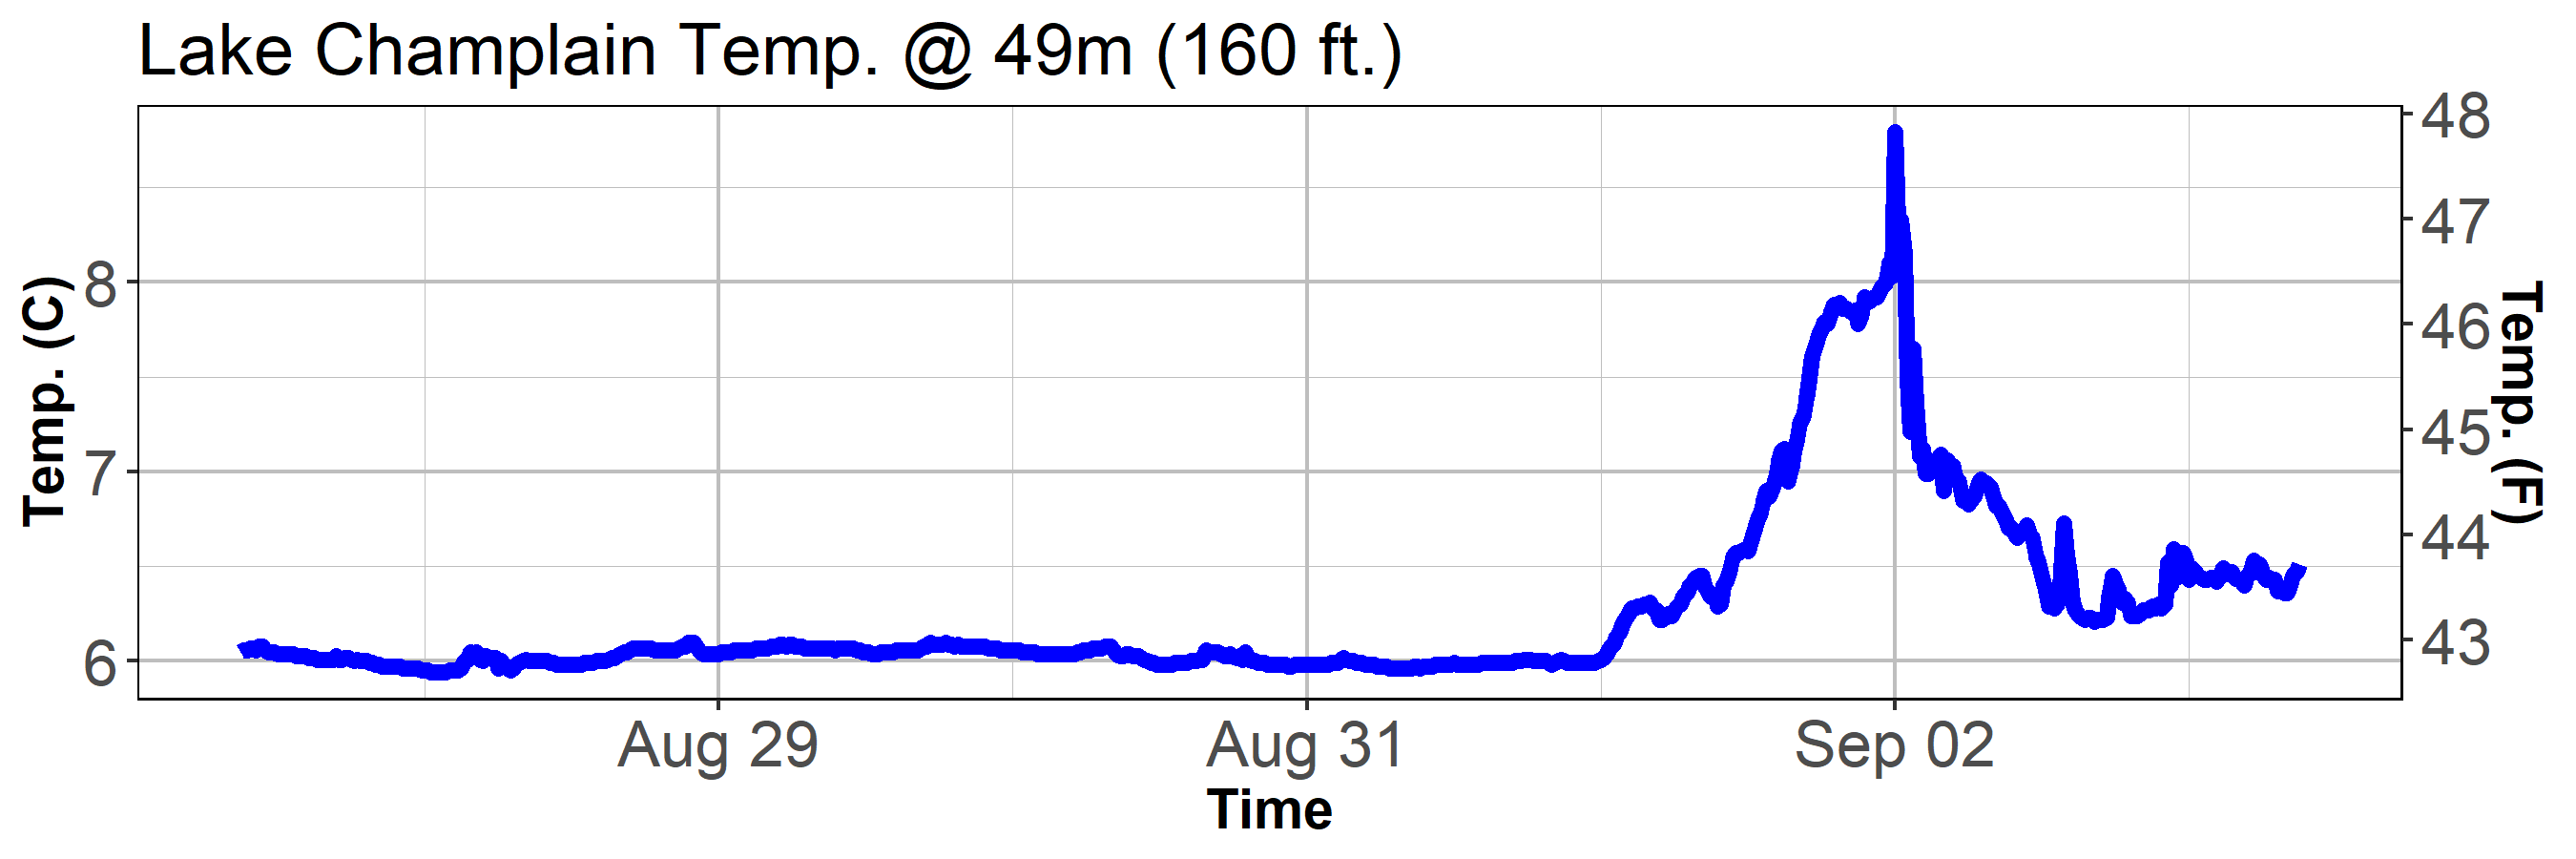 Lake Champlain Temp. @ 49m (160 ft.)
Temp. (C)
8
7
6
48
47
46
45
44
43
Temp. (F)
Aug 29
Aug 31
Sep 02
Time